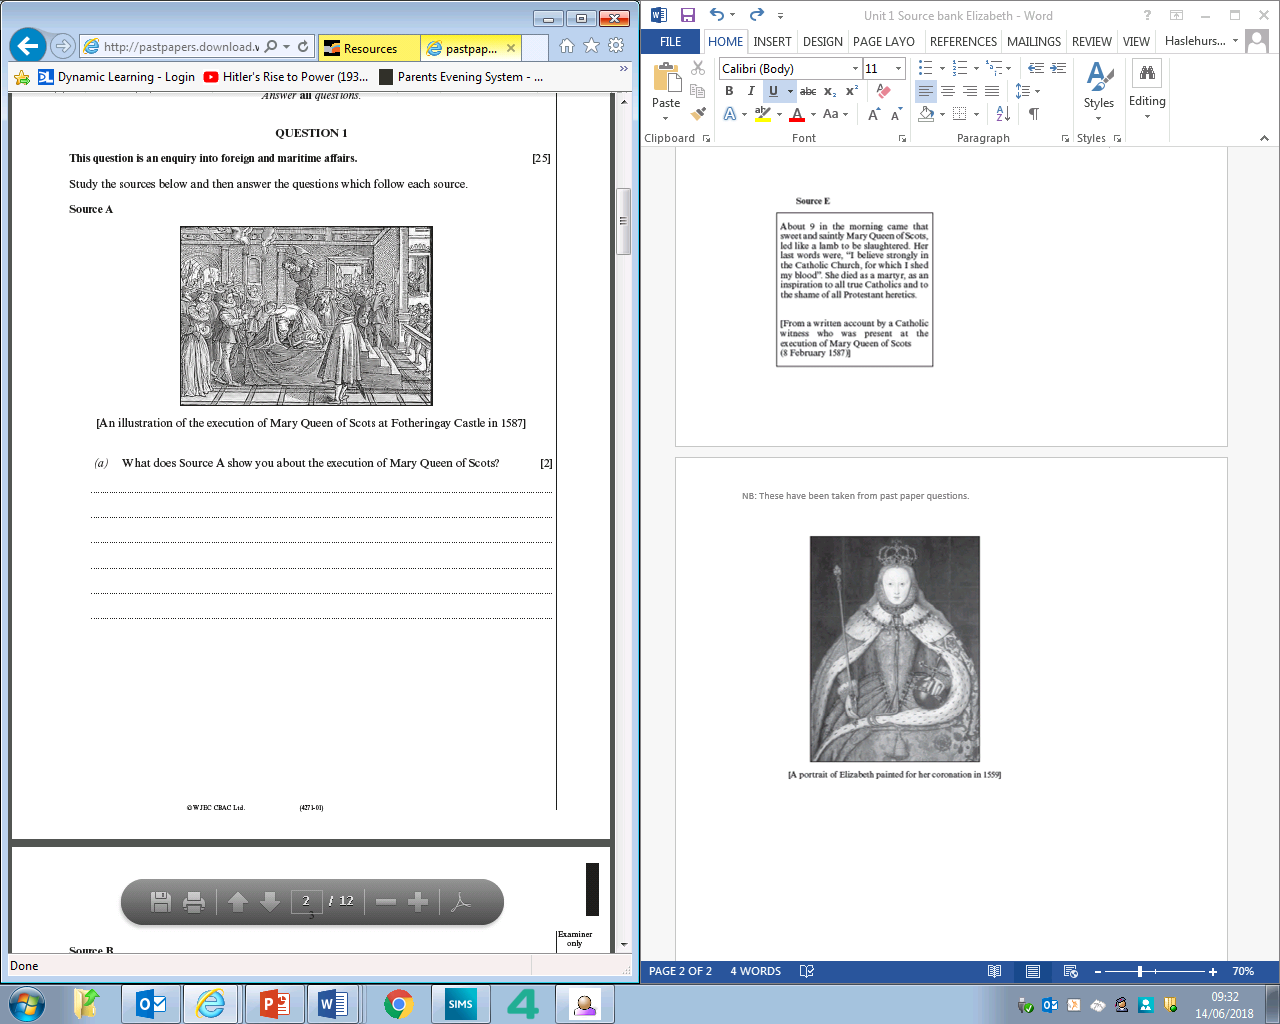 http://pastpapers.download.w
Resources
pastpap...
Dynamic Learning - Login
Hitler's Rise to Power (193...
Parents Evening System - ...
Answer all questions.
QUESTION 1
This question is an enquiry into foreign and maritime affairs.
[25]
Study the sources below and then answer the questions which follow each source.
Source A
[An illustration of the execution of Mary Queen of Scots at Fotheringay Castle in 1587]
(a) What does Source A show you about the execution of Mary Queen of Scots?
[2]
© WJEC CBAC Ltd.
(4271-01)
2 / 12
3
Examiner
only
Source B
Done
Unit 1 Source bank Elizabeth - Word
FILE
HOME
INSERT
DESIGN
PAGE LAYO
REFERENCES
MAILINGS
REVIEW
VIEW
Haslehurs...
Paste
Calibri (Body)
11
B I U abc x₂ x²
Aa
Styles
Editing
Clipboard
Font
Paragraph
Styles
Source E
About 9 in the morning came that
sweet and saintly Mary Queen of Scots,
led like a lamb to be slaughtered. Her
last words were, “I believe strongly in
the Catholic Church, for which I shed
my blood”. She died as a martyr, as an
inspiration to all true Catholics and to
the shame of all Protestant heretics.
[From a written account by a Catholic
witness who was present at the
execution of Mary Queen of Scots
(8 February 1587)]
NB: These have been taken from past paper questions.
[A portrait of Elizabeth painted for her coronation in 1559]
PAGE 2 OF 2
4 WORDS
70%
SIMS
09:32
14/06/2018